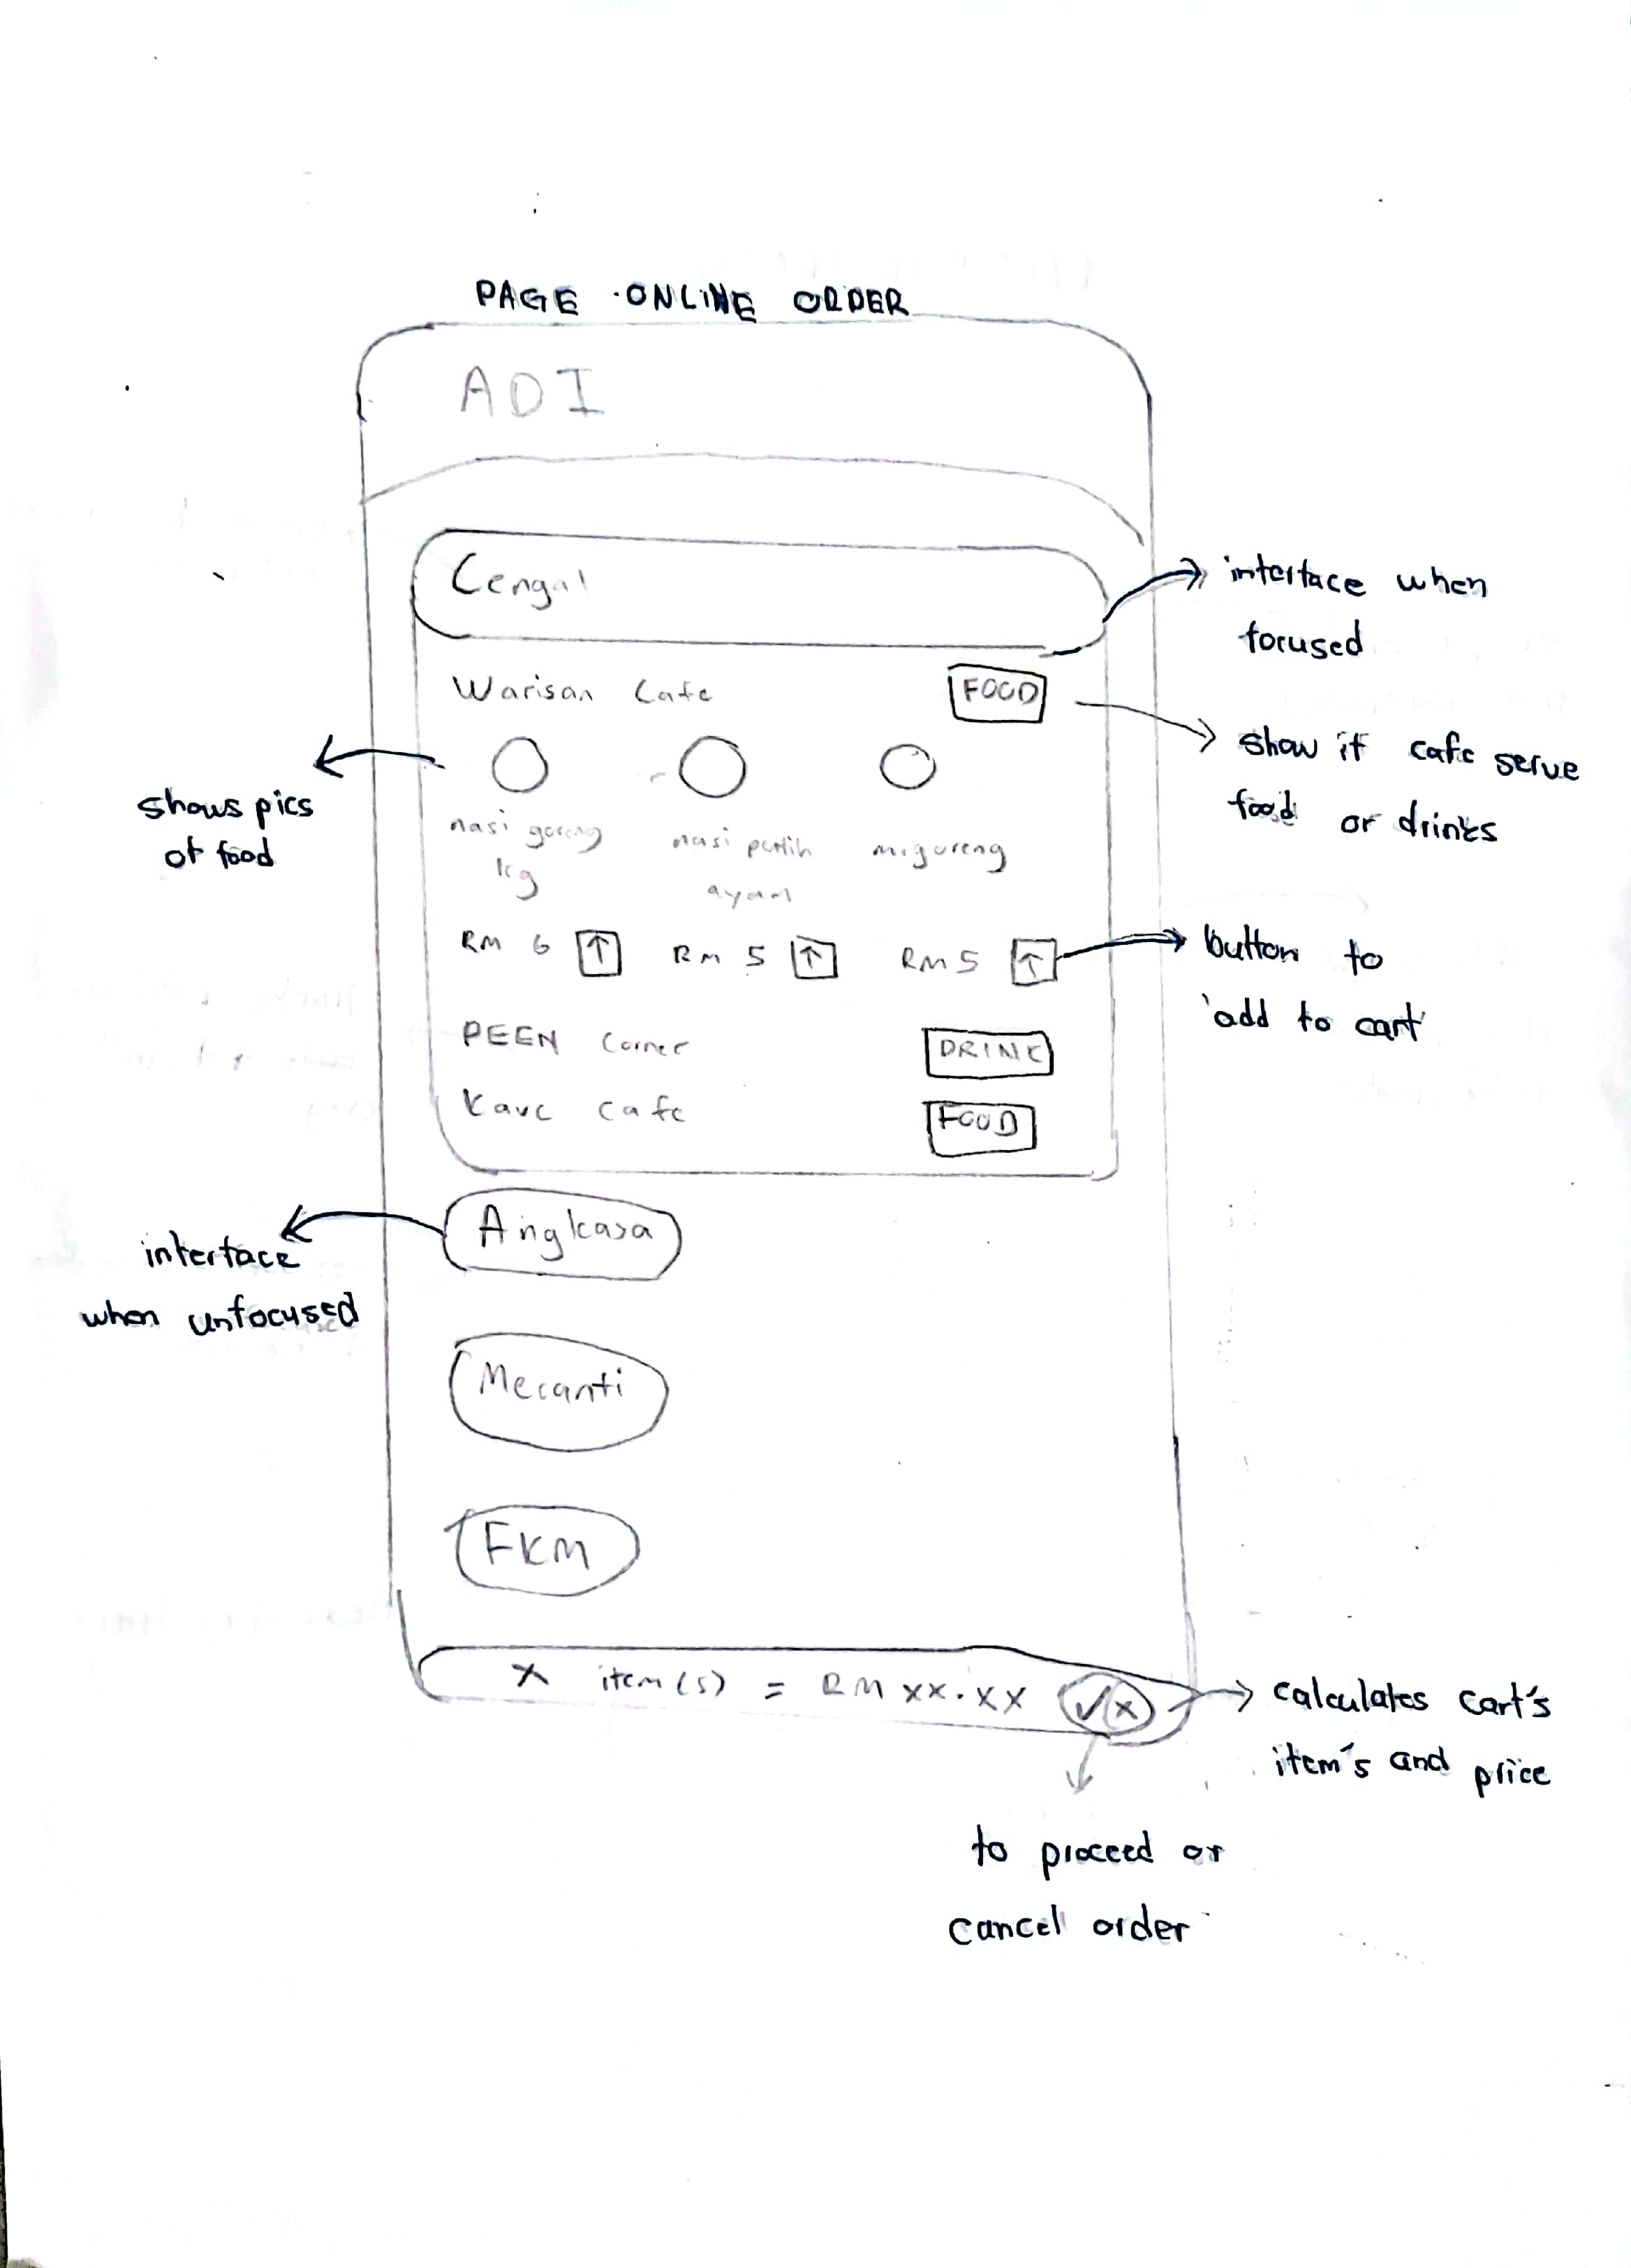 PAGE ONLINE ORDER
ADI
Cengal
interface when
focused
Warisan Cafe
FOOD
show if cafe serve
food or drinks
shows pics
of food
nasi goreng
kg
nasi putih
ayam
migoreng
RM 6
RM 5
RM 5
button to
add to cart
PEEN Corner
DRINK
cafe
FOOD
Angkasa
interface
when unfocused
Meranti
FKM
X item(s) = RM XX.XX
calculates cart's
item's and price
to proceed or
cancel order